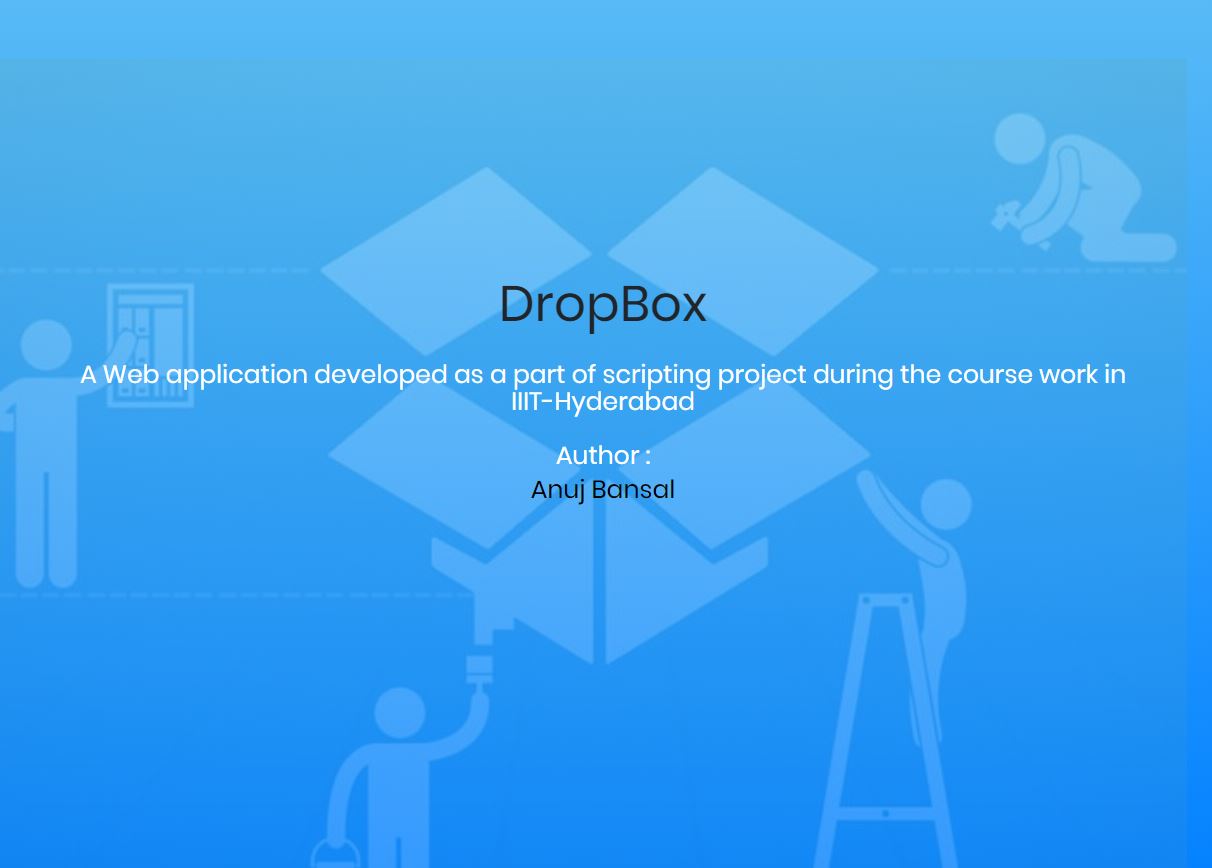 DropBox
A Web application developed as a part of scripting project during the course work in
IIIT-Hyderabad
Author :
Anuj Bansal